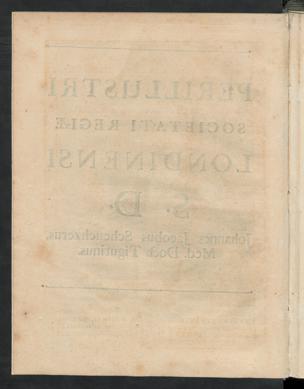 PERILLUSTRI
SOCIETATI REGIÆ
LONDINENSI
S. D.
Johannes Jacobus Scheuchzerus,
Med. Doct. Tigurinus.